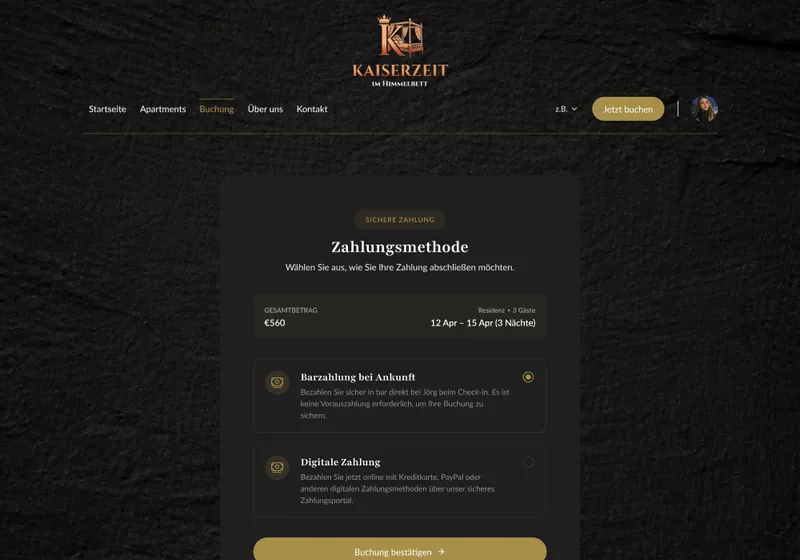 KAISERZEIT
IM HIMMELBETT
Startseite Apartments Buchung Über uns Kontakt z.B. Jetzt buchen
SICHERE ZAHLUNG
Zahlungsmethode
Wählen Sie aus, wie Sie Ihre Zahlung abschließen möchten.
GESAMTBETRAG Residenz • 3 Gäste
€560 12 Apr – 15 Apr (3 Nächte)
Barzahlung bei Ankunft
Bezahlen Sie sicher in bar direkt bei Jörg beim Check-in. Es ist
keine Vorauszahlung erforderlich, um Ihre Buchung zu
sichern.
Digitale Zahlung
Bezahlen Sie jetzt online mit Kreditkarte, PayPal oder
anderen digitalen Zahlungsmethoden über unser sicheres
Zahlungsportal.
Buchung bestätigen →